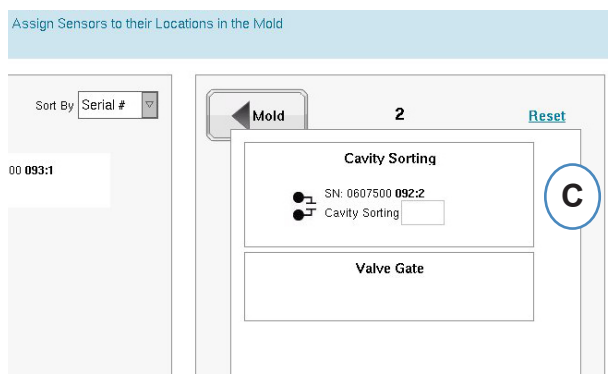 Assign Sensors to their Locations in the Mold
Sort By Serial #
00 093:1
Mold
2
Reset
Cavity Sorting
SN: 0607500 092:2
Cavity Sorting
Valve Gate
C